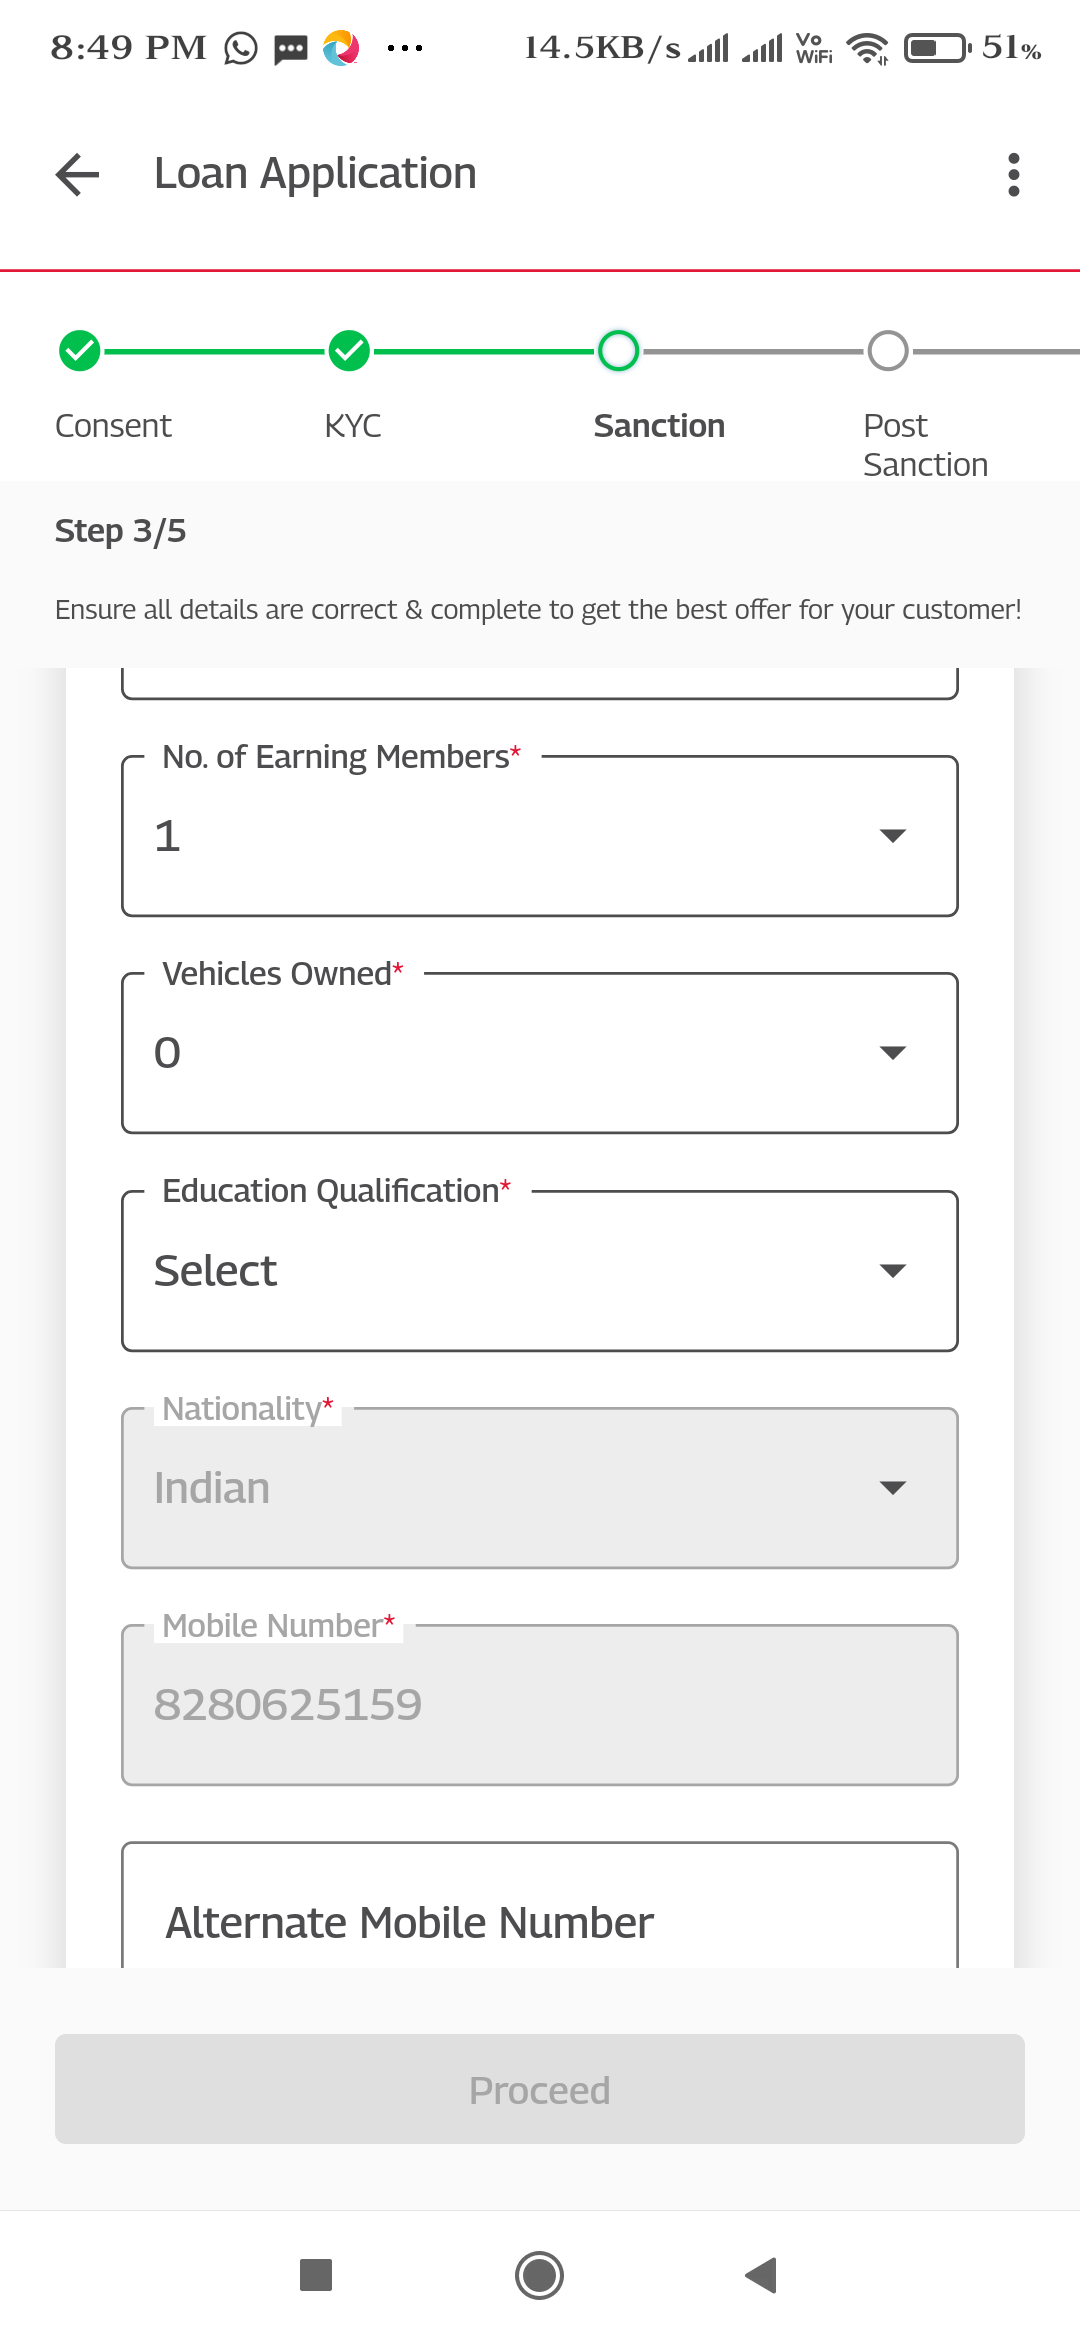 8:49 PM
14.5KB/s
Vo
WiFi
51%
Loan Application
Consent
KYC
Sanction
Post
Sanction
Step 3/5
Ensure all details are correct & complete to get the best offer for your customer!
No. of Earning Members*
1
Vehicles Owned*
0
Education Qualification*
Select
Nationality*
Indian
Mobile Number*
8280625159
Alternate Mobile Number
Proceed